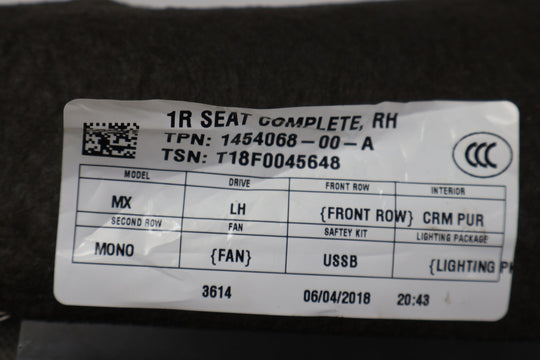 1R SEAT COMPLETE, RH
TPN: 1454068-00-A
TSN: T18F0045648
CCC
MODEL DRIVE FRONT ROW INTERIOR
MX LH {FRONT ROW} CRM PUR
SECOND ROW FAN SAFTEY KIT LIGHTING PACKAGE
MONO {FAN} USSB {LIGHTING
3614 06/04/2018 20:43